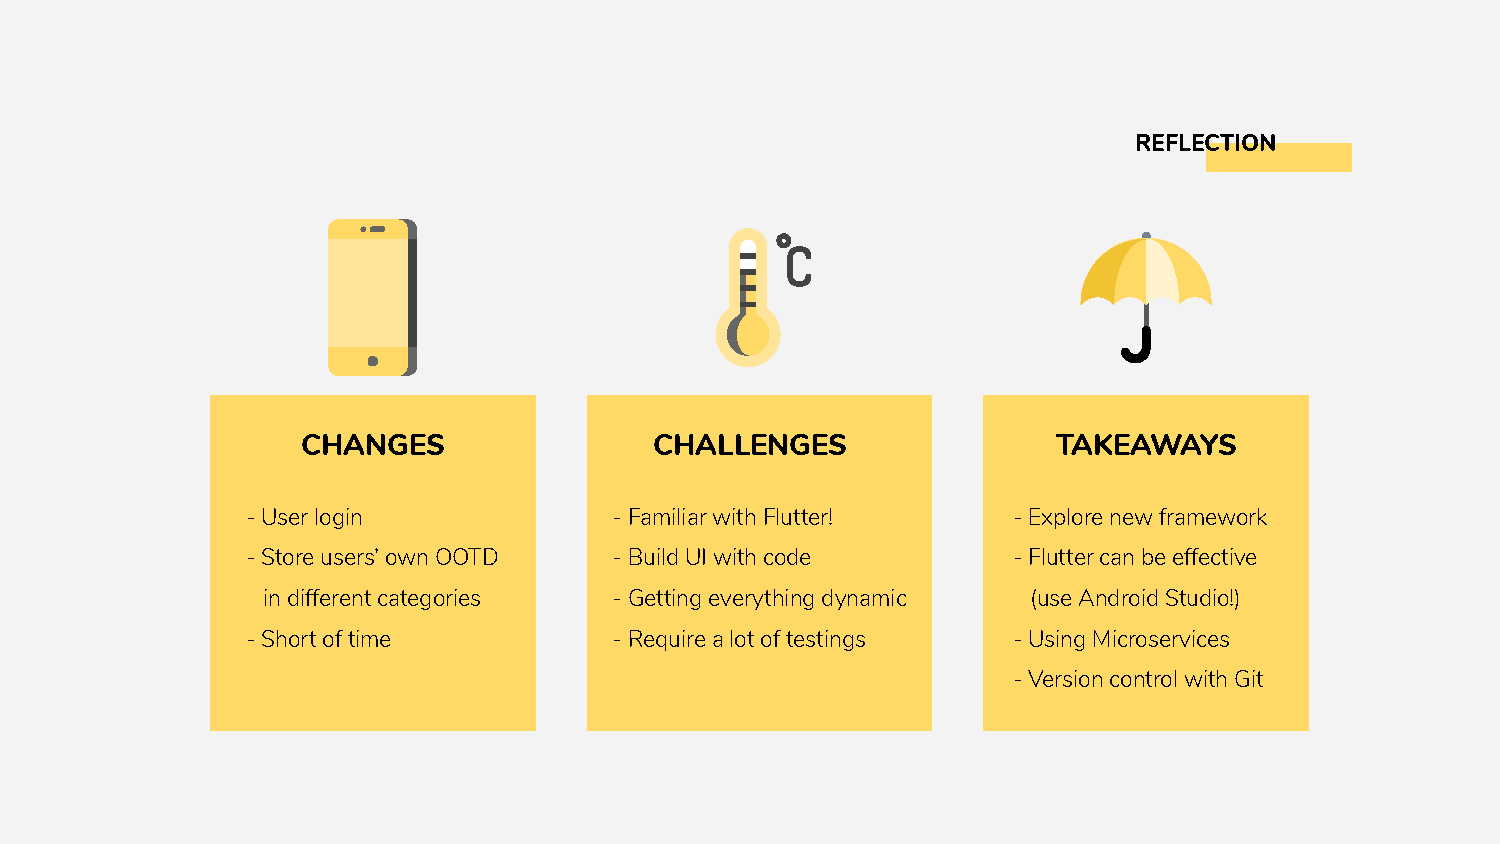 REFLECTION
°C
CHANGES
- User login
- Store users’ own OOTD
in different categories
- Short of time
CHALLENGES
- Familiar with Flutter!
- Build UI with code
- Getting everything dynamic
- Require a lot of testings
TAKEAWAYS
- Explore new framework
- Flutter can be effective
(use Android Studio!)
- Using Microservices
- Version control with Git